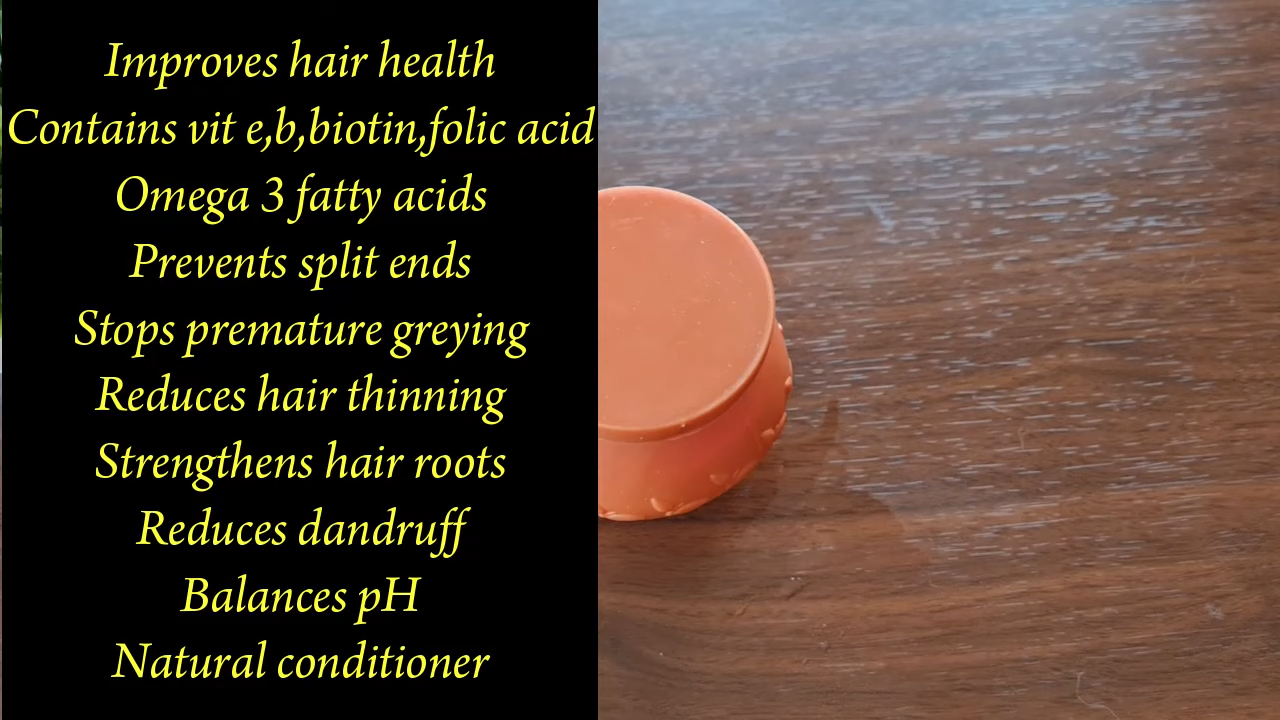 Improves hair health
Contains vit e,b,biotin,folic acid
Omega 3 fatty acids
Prevents split ends
Stops premature greying
Reduces hair thinning
Strengthens hair roots
Reduces dandruff
Balances pH
Natural conditioner